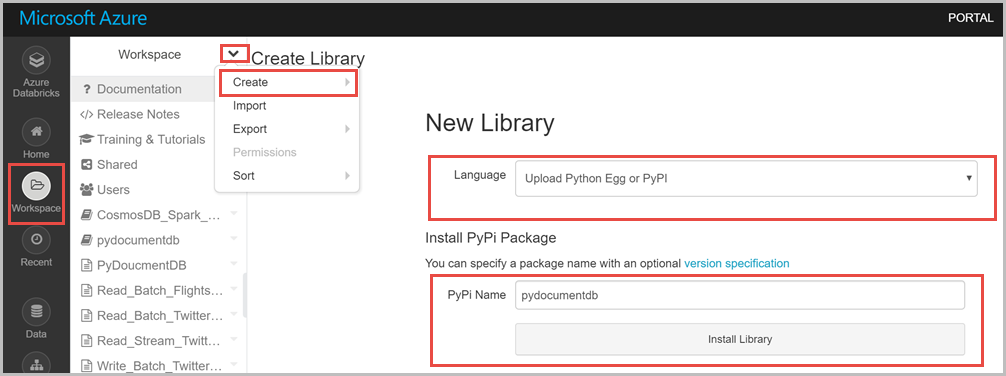 Microsoft Azure
PORTAL
Azure
Databricks
Home
Workspace
Recent
Data
Workspace
? Documentation
</> Release Notes
Training & Tutorials
Shared
Users
CosmosDB_Spark_...
pydocumentdb
PyDoucmentDB
Read_Batch_Flights...
Read_Batch_Twitter...
Read_Stream_Twitt...
Write_Batch_Twitter...
Create
Import
Export
Permissions
Sort
Create Library
New Library
Language
Upload Python Egg or PyPI
Install PyPi Package
You can specify a package name with an optional version specification
PyPi Name
pydocumentdb
Install Library